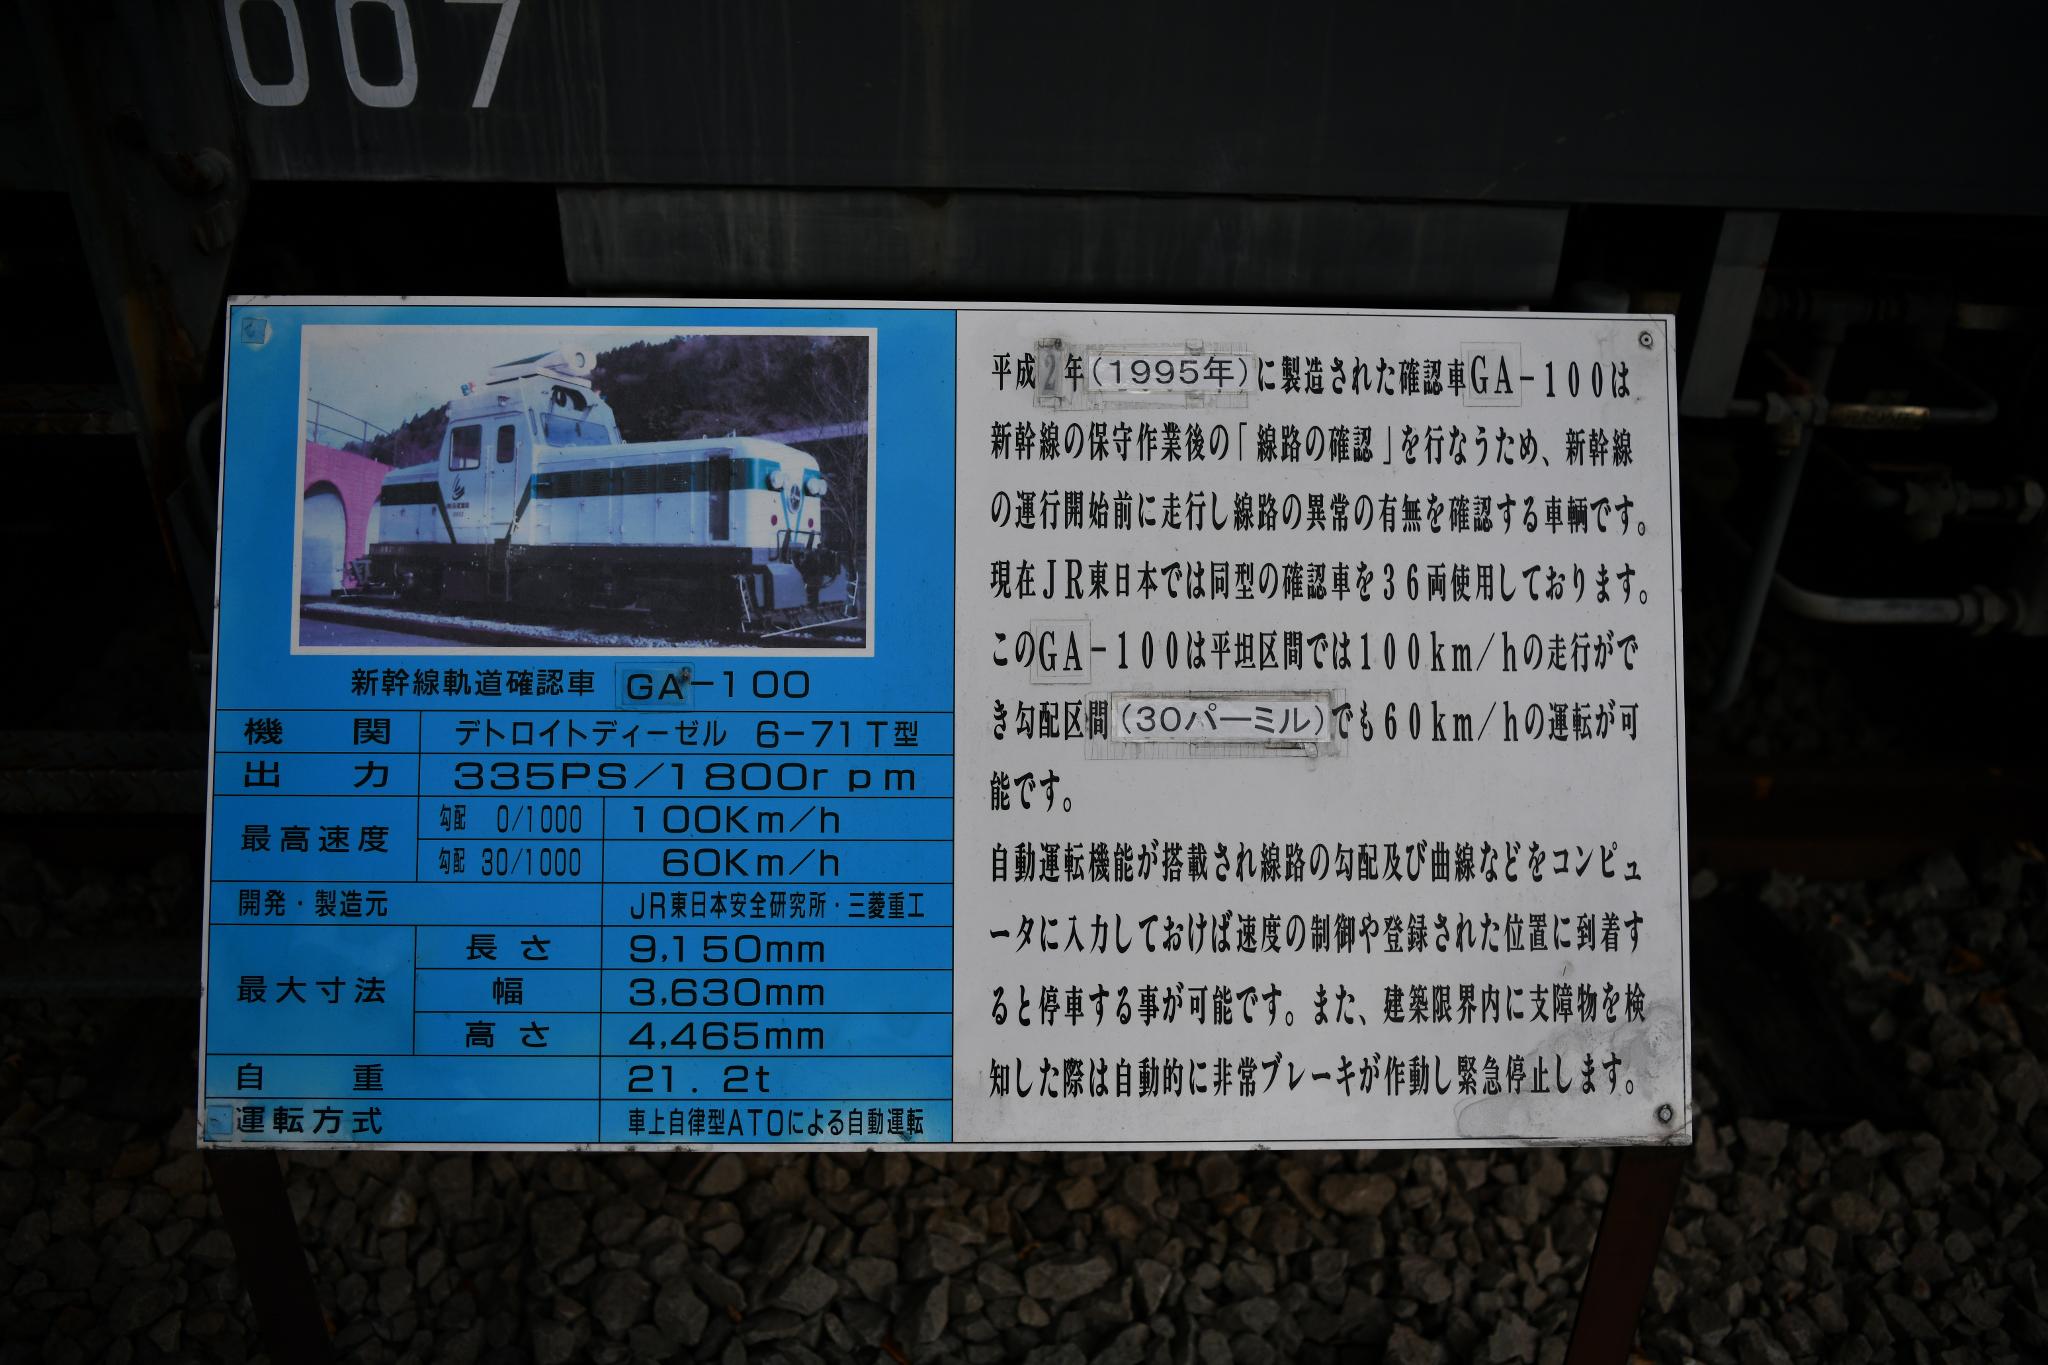 007
新幹線軌道確認車 GA-100
機関 デトロイトディーゼル 6-71T型
出力 335PS/1800rpm
最高速度 勾配 0/1000 100Km/h
勾配 30/1000 60Km/h
開発・製造元 JR東日本安全研究所・三菱重工
最大寸法 長さ 9,150mm
幅 3,630mm
高さ 4,465mm
自重 21.2t
運転方式 車上自律型ATOによる自動運転
平成2年(1995年)に製造された確認車GA-100は
新幹線の保守作業後の「線路の確認」を行なうため、新幹線
の運行開始前に走行し線路の異常の有無を確認する車輌です。
現在JR東日本では同型の確認車を36両使用しております。
このGA-100は平坦区間では100km/hの走行がで
き勾配区間(30パーミル)でも60km/hの運転が可
能です。
自動運転機能が搭載され線路の勾配及び曲線などをコンピュ
ータに入力しておけば速度の制御や登録された位置に到着す
ると停車する事が可能です。また、建築限界内に支障物を検
知した際は自動的に非常ブレーキが作動し緊急停止します。